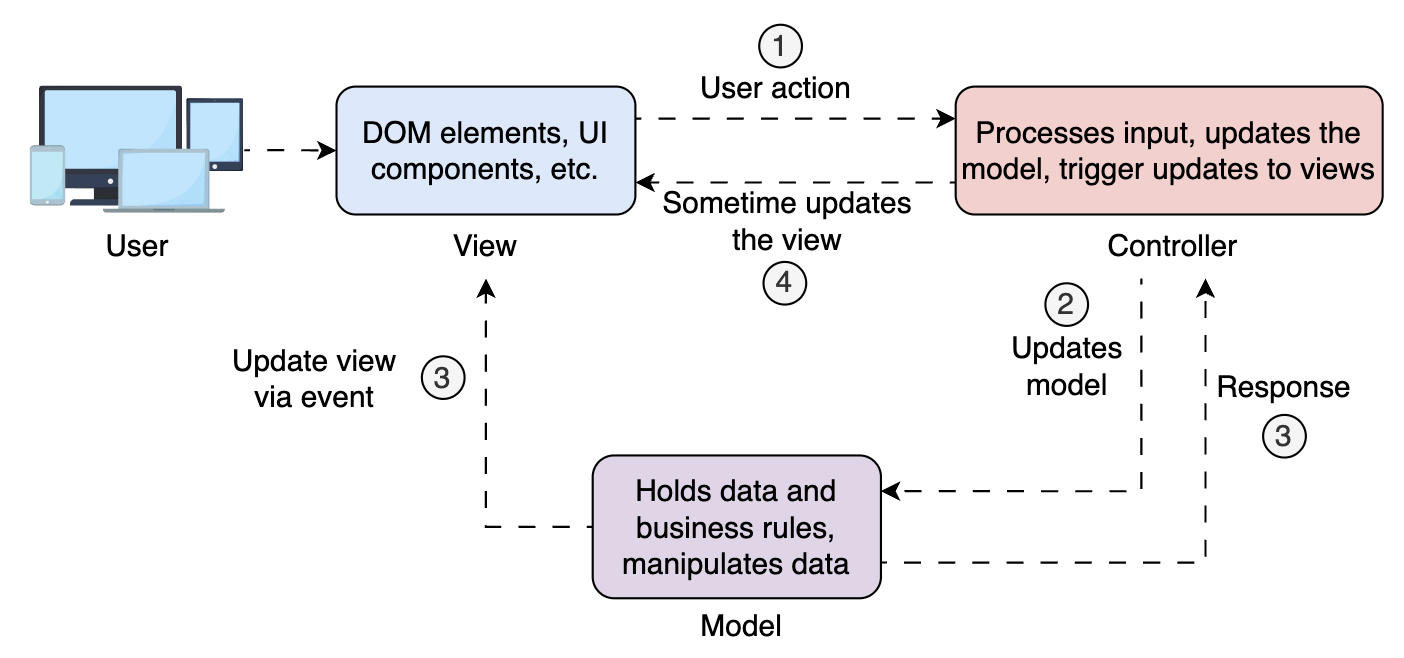 1
User action
DOM elements, UI
components, etc.
Processes input, updates the
model, trigger updates to views
Sometime updates
the view
4
User
View
Controller
2
Updates
model
Update view
via event
3
Response
3
Holds data and
business rules,
manipulates data
Model